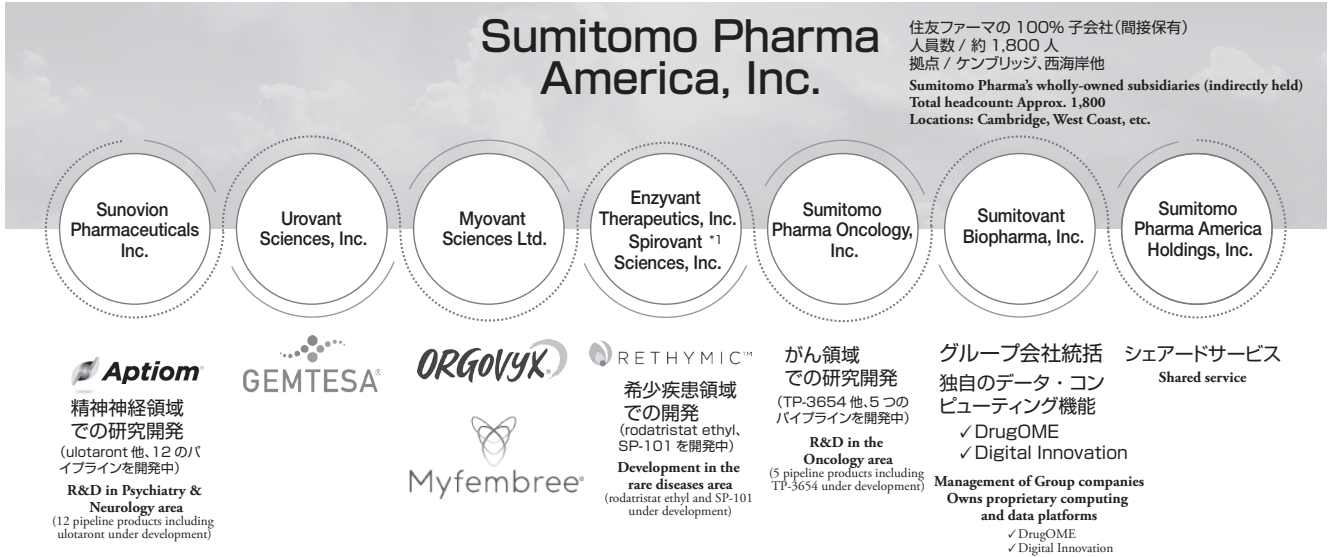 Sumitomo Pharma
America, Inc.
住友ファーマの 100% 子会社(間接保有)
人員数 / 約 1,800 人
拠点 / ケンブリッジ、西海岸他
Sumitomo Pharma's wholly-owned subsidiaries (indirectly held)
Total headcount: Approx. 1,800
Locations: Cambridge, West Coast, etc.
Sunovion
Pharmaceuticals
Inc.
Urovant
Sciences, Inc.
Myovant
Sciences Ltd.
Enzyvant
Therapeutics, Inc.
Spirovant *1
Sciences, Inc.
Sumitomo
Pharma Oncology,
Inc.
Sumitovant
Biopharma, Inc.
Sumitomo
Pharma America
Holdings, Inc.
Aptiom®
精神神経領域
での研究開発
(ulotaront 他、12 のパ
イプラインを開発中)
R&D in Psychiatry &
Neurology area
(12 pipeline products including
ulotaront under development)
GEMTESA®
ORGOVYX®
Myfembree®
RETHYMIC™
希少疾患領域
での開発
(rodatristat ethyl、
SP-101 を開発中)
Development in the
rare diseases area
(rodatristat ethyl and SP-101
under development)
がん領域
での研究開発
(TP-3654 他、5 つの
パイプラインを開発中)
R&D in the
Oncology area
(5 pipeline products including
TP-3654 under development)
グループ会社統括
独自のデータ・コン
ピューティング機能
✓DrugOME
✓Digital Innovation
Management of Group companies
Owns proprietary computing
and data platforms
✓DrugOME
✓Digital Innovation
シェアードサービス
Shared service